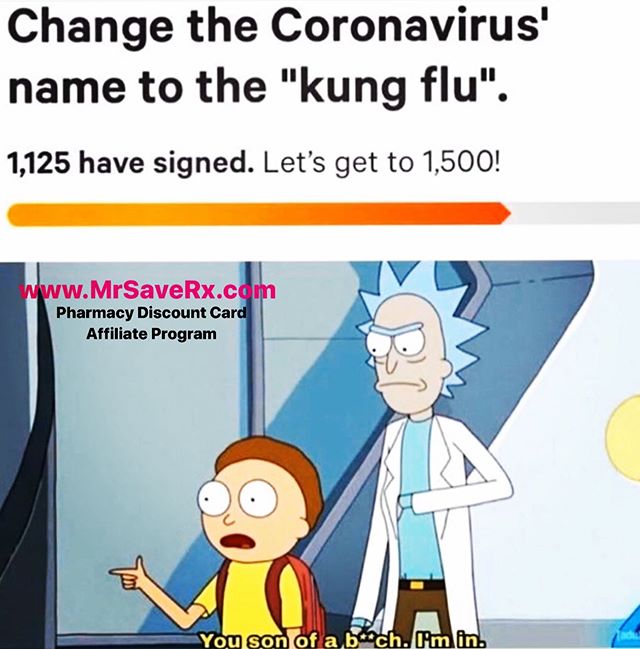 Change the Coronavirus'
name to the "kung flu".
1,125 have signed. Let's get to 1,500!
www.MrSaveRx.com
Pharmacy Discount Card
Affiliate Program
You son of a b**ch. I'm in.